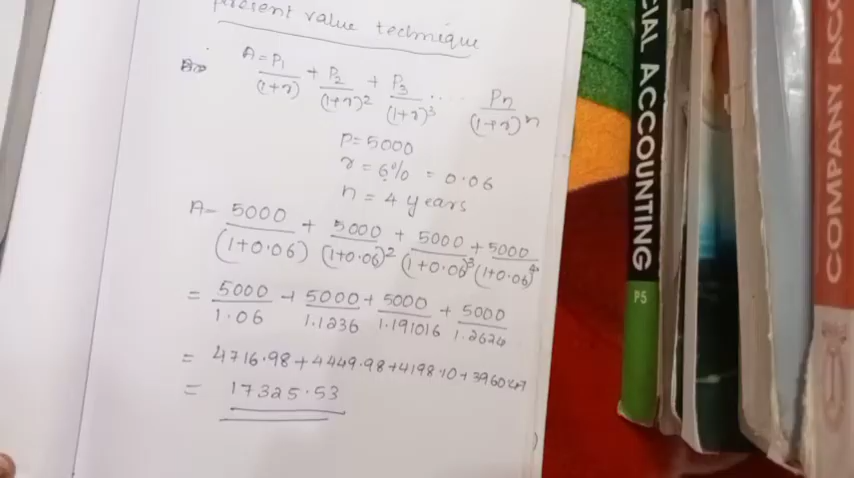 present value technique
A = P1/(1+r) + P2/(1+r)^2 + P3/(1+r)^3 .... Pn/(1+r)^n
P = 5000
r = 6% = 0.06
n = 4 years
A = 5000/(1+0.06) + 5000/(1+0.06)^2 + 5000/(1+0.06)^3 + 5000/(1+0.06)^4
= 5000/1.06 + 5000/1.1236 + 5000/1.191016 + 5000/1.2624
= 4716.98 + 4449.98 + 4198.10 + 3960.47
= 17325.53
CIAL ACCOUNTING
P5
COMPANY ACC